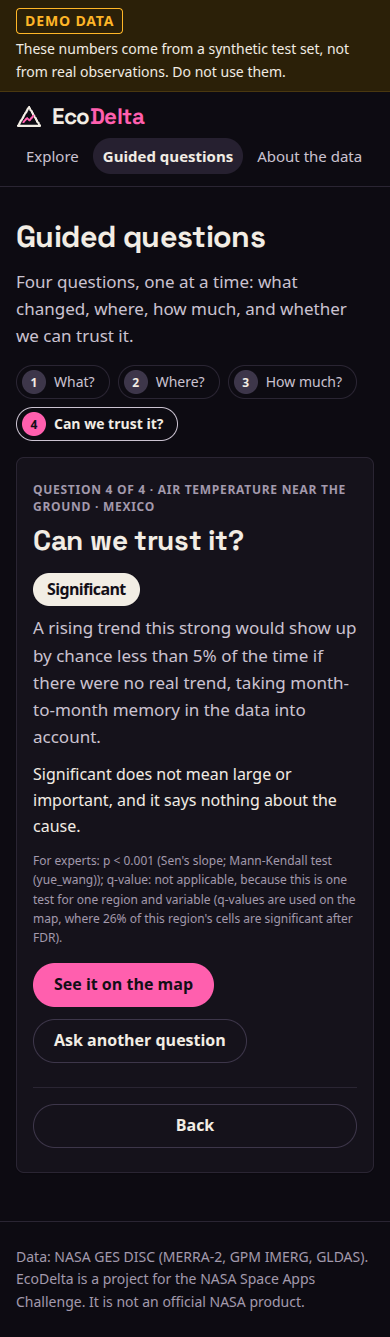 DEMO DATA
These numbers come from a synthetic test set, not
from real observations. Do not use them.
EcoDelta
Explore
Guided questions
About the data
Guided questions
Four questions, one at a time: what
changed, where, how much, and whether
we can trust it.
1 What?
2 Where?
3 How much?
4 Can we trust it?
QUESTION 4 OF 4 · AIR TEMPERATURE NEAR THE
GROUND · MEXICO
Can we trust it?
Significant
A rising trend this strong would show up
by chance less than 5% of the time if
there were no real trend, taking month-
to-month memory in the data into
account.
Significant does not mean large or
important, and it says nothing about the
cause.
For experts: p < 0.001 (Sen's slope; Mann-Kendall test
(yue_wang)); q-value: not applicable, because this is one
test for one region and variable (q-values are used on the
map, where 26% of this region's cells are significant after
FDR).
See it on the map
Ask another question
Back
Data: NASA GES DISC (MERRA-2, GPM IMERG, GLDAS).
EcoDelta is a project for the NASA Space Apps
Challenge. It is not an official NASA product.